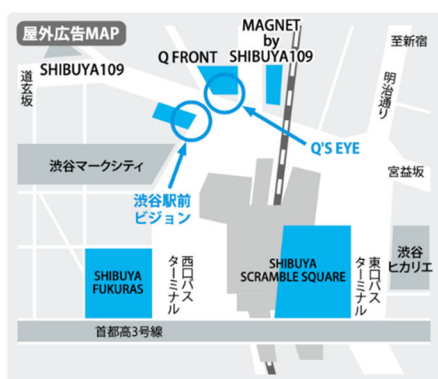 屋外広告MAP
MAGNET
by
SHIBUYA109
Q FRONT
至新宿
道玄坂
SHIBUYA109
明治通り
Q'S EYE
渋谷マークシティ
宮益坂
渋谷駅前
ビジョン
SHIBUYA
FUKURAS
西口バス
ターミナル
SHIBUYA
SCRAMBLE SQUARE
東口バス
ターミナル
渋谷
ヒカリエ
首都高3号線